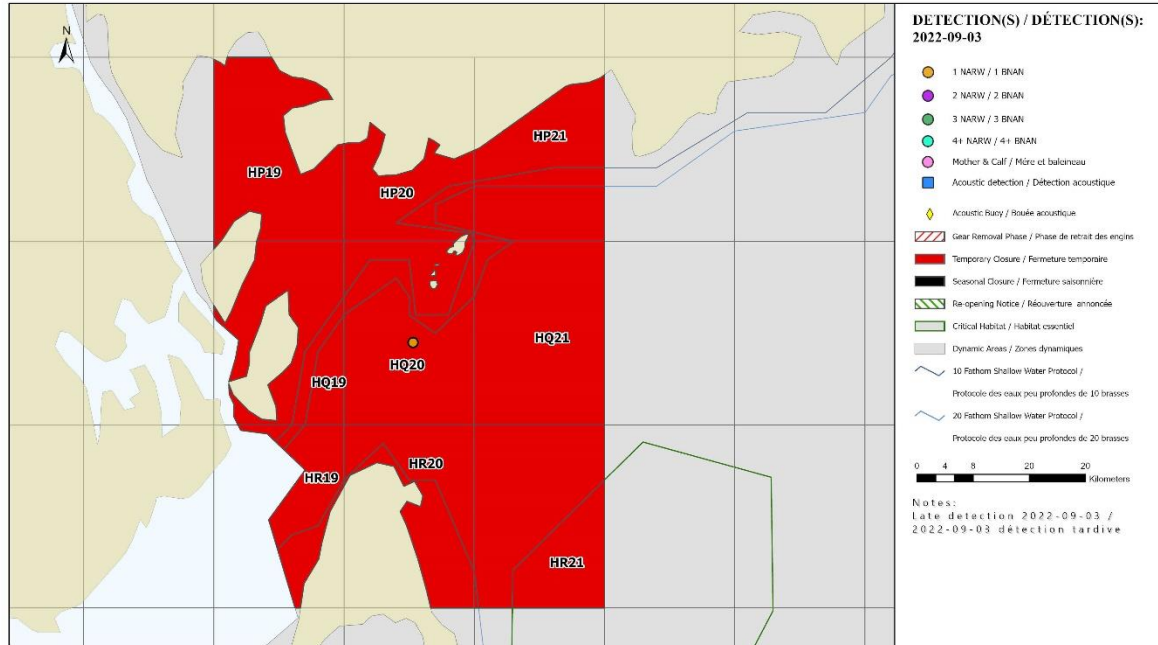 N
HP19
HP20
HP21
HQ19
HQ20
HQ21
HR19
HR20
HR21
DETECTION(S) / DÉTECTION(S):
2022-09-03
1 NARW / 1 BNAN
2 NARW / 2 BNAN
3 NARW / 3 BNAN
4+ NARW / 4+ BNAN
Mother & Calf / Mère et baleineau
Acoustic detection / Détection acoustique
Acoustic Buoy / Bouée acoustique
Gear Removal Phase / Phase de retrait des engins
Temporary Closure / Fermeture temporaire
Seasonal Closure / Fermeture saisonnière
Re-opening Notice / Réouverture annoncée
Critical Habitat / Habitat essentiel
Dynamic Areas / Zones dynamiques
10 Fathom Shallow Water Protocol /
Protocole des eaux peu profondes de 10 brasses
20 Fathom Shallow Water Protocol /
Protocole des eaux peu profondes de 20 brasses
0 4 8 20 20
Kilometers
Notes:
Late detection 2022-09-03 /
2022-09-03 détection tardive